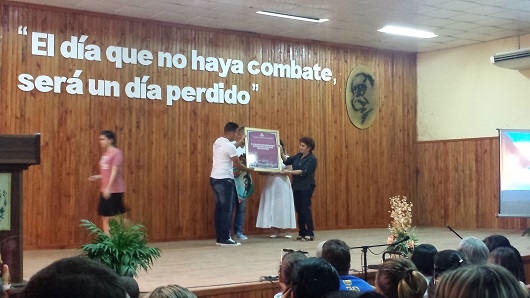 “El día que no haya combate,
será un día perdido”